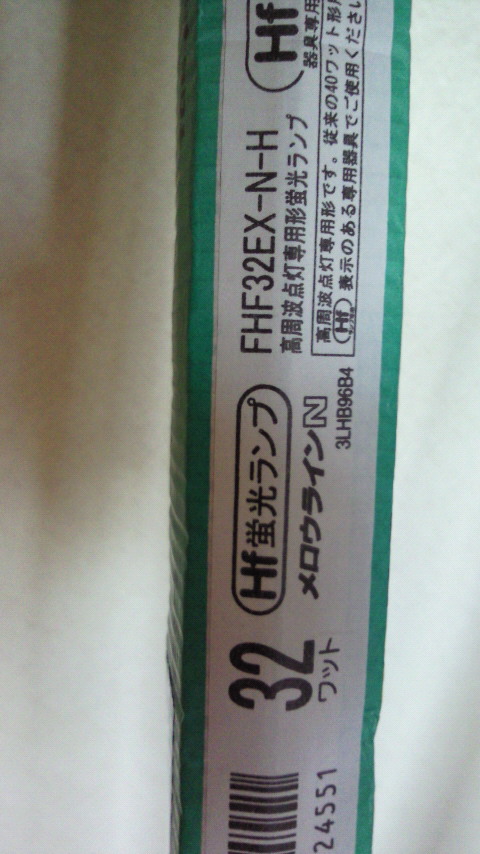 24551
32
ワット
Hf蛍光ランプ
メロウラインN
3LHB96B4
FHF32EX-N-H
高周波点灯専用形蛍光ランプ
高周波点灯専用形です。従来の40ワット形
Hf 表示のある専用器具でご使用ください
Hf
器具専用